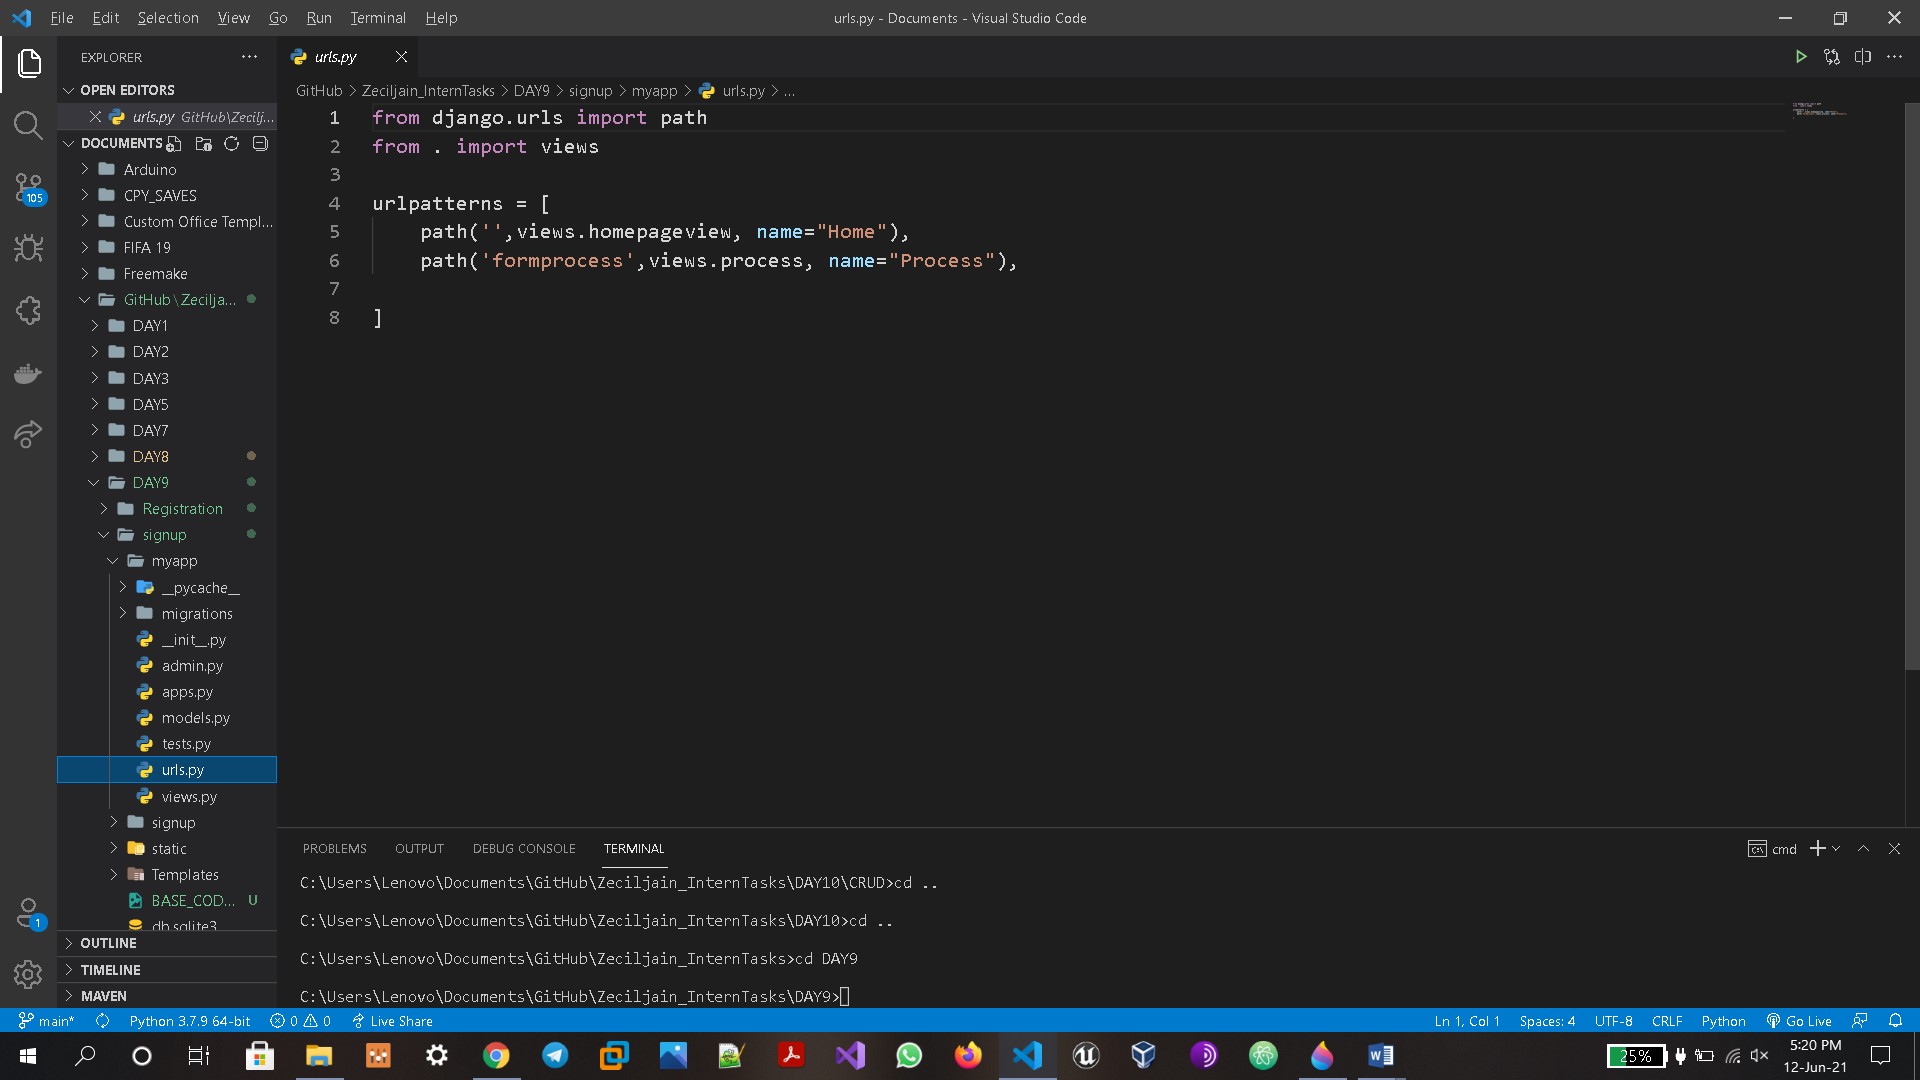 File Edit Selection View Go Run Terminal Help
urls.py - Documents - Visual Studio Code
EXPLORER
OPEN EDITORS
urls.py GitHub\Zecilj...
DOCUMENTS
Arduino
CPY_SAVES
Custom Office Templ...
FIFA 19
Freemake
GitHub\Zecilja...
DAY1
DAY2
DAY3
DAY5
DAY7
DAY8
DAY9
Registration
signup
myapp
__pycache__
migrations
__init__.py
admin.py
apps.py
models.py
tests.py
urls.py
views.py
signup
static
Templates
BASE_COD... U
db.sqlite3
OUTLINE
TIMELINE
MAVEN
105
1
urls.py
GitHub > Zeciljain_InternTasks > DAY9 > signup > myapp > urls.py > ...
1 from django.urls import path
2 from . import views
3
4 urlpatterns = [
5     path('',views.homepageview, name="Home"),
6     path('formprocess',views.process, name="Process"),
7
8 ]
PROBLEMS OUTPUT DEBUG CONSOLE TERMINAL
cmd
C:\Users\Lenovo\Documents\GitHub\Zeciljain_InternTasks\DAY10\CRUD>cd ..
C:\Users\Lenovo\Documents\GitHub\Zeciljain_InternTasks\DAY10>cd ..
C:\Users\Lenovo\Documents\GitHub\Zeciljain_InternTasks>cd DAY9
C:\Users\Lenovo\Documents\GitHub\Zeciljain_InternTasks\DAY9>
main* Python 3.7.9 64-bit 0 0 Live Share
Ln 1, Col 1 Spaces: 4 UTF-8 CRLF Python Go Live
25%
5:20 PM
12-Jun-21